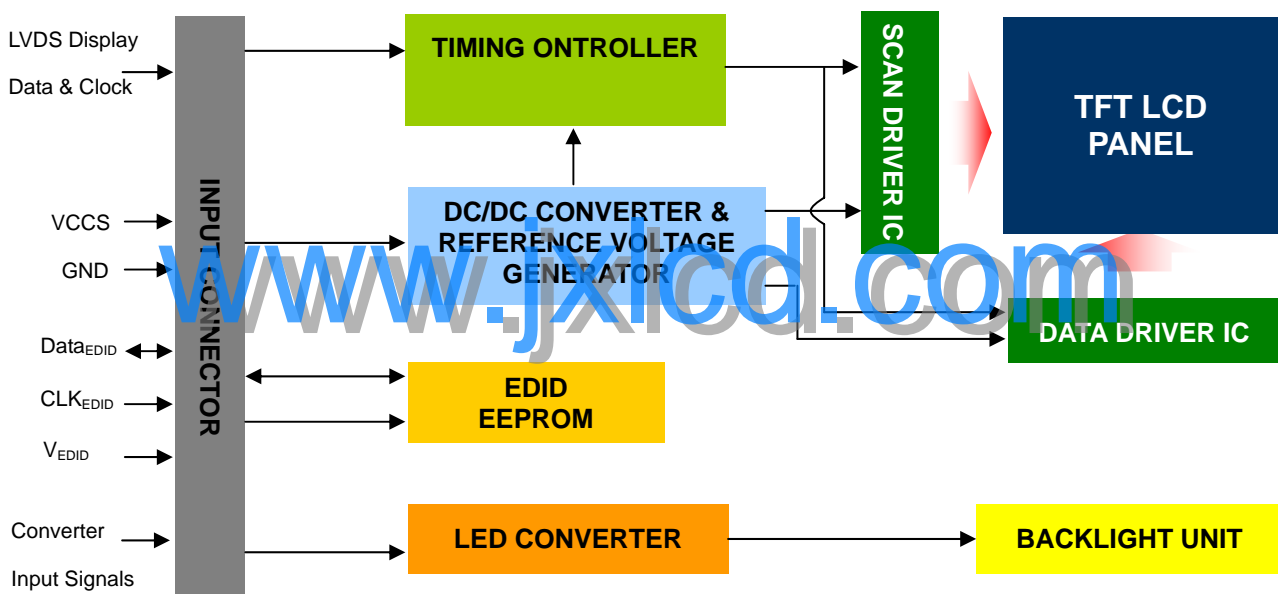 LVDS Display
Data & Clock
VCCS
GND
DataEDID
CLKEDID
VEDID
Converter
Input Signals
INPUT CONNECTOR
TIMING ONTROLLER
DC/DC CONVERTER &
REFERENCE VOLTAGE
GENERATOR
EDID
EEPROM
LED CONVERTER
SCAN DRIVER IC
TFT LCD
PANEL
DATA DRIVER IC
BACKLIGHT UNIT
www.jxlcd.com